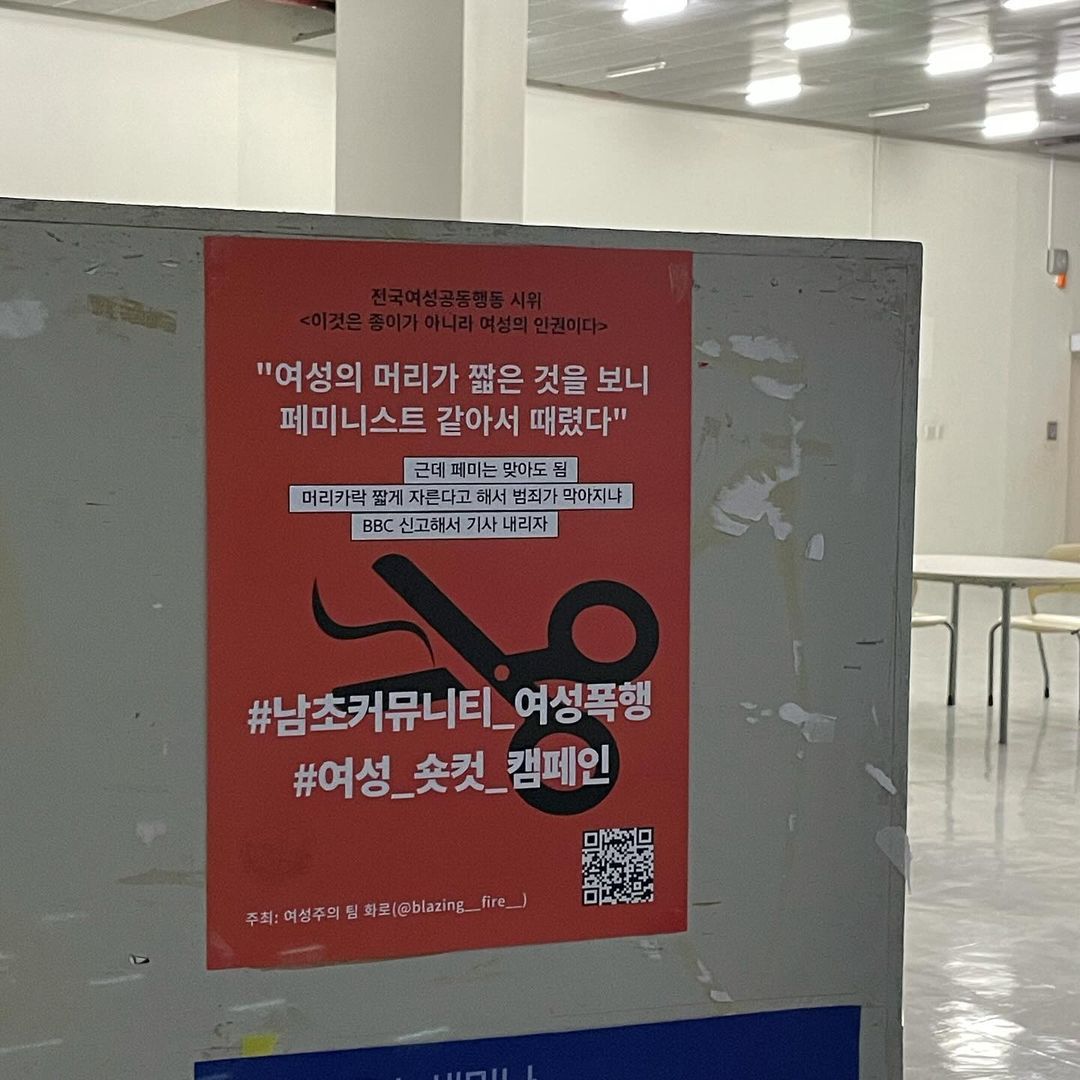 전국여성공동행동 시위
<이것은 종이가 아니라 여성의 인권이다>
"여성의 머리가 짧은 것을 보니
페미니스트 같아서 때렸다"
근데 페미는 맞아도 됨
머리카락 짧게 자른다고 해서 범죄가 막아지냐
BBC 신고해서 기사 내리자
#남초커뮤니티_여성폭행
#여성_숏컷_캠페인
주최: 여성주의 팀 화로(@blazing__fire__)